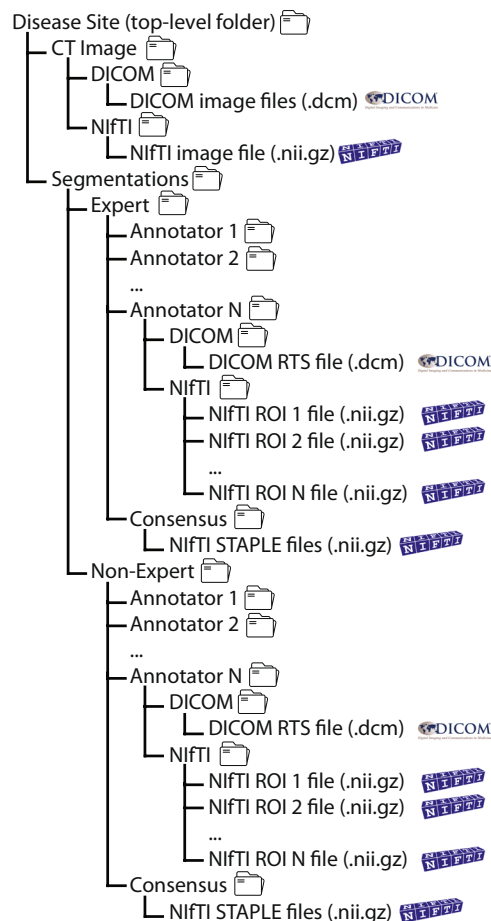 Disease Site (top-level folder)
CT Image
DICOM
DICOM image files (.dcm) DICOM
NIfTI
NIfTI image file (.nii.gz) NIFTI
Segmentations
Expert
Annotator 1
Annotator 2
...
Annotator N
DICOM
DICOM RTS file (.dcm) DICOM
NIfTI
NIfTI ROI 1 file (.nii.gz) NIFTI
NIfTI ROI 2 file (.nii.gz) NIFTI
...
NIfTI ROI N file (.nii.gz) NIFTI
Consensus
NIfTI STAPLE files (.nii.gz) NIFTI
Non-Expert
Annotator 1
Annotator 2
...
Annotator N
DICOM
DICOM RTS file (.dcm) DICOM
NIfTI
NIfTI ROI 1 file (.nii.gz) NIFTI
NIfTI ROI 2 file (.nii.gz) NIFTI
...
NIfTI ROI N file (.nii.gz) NIFTI
Consensus
NIfTI STAPLE files (.nii.gz) NIFTI